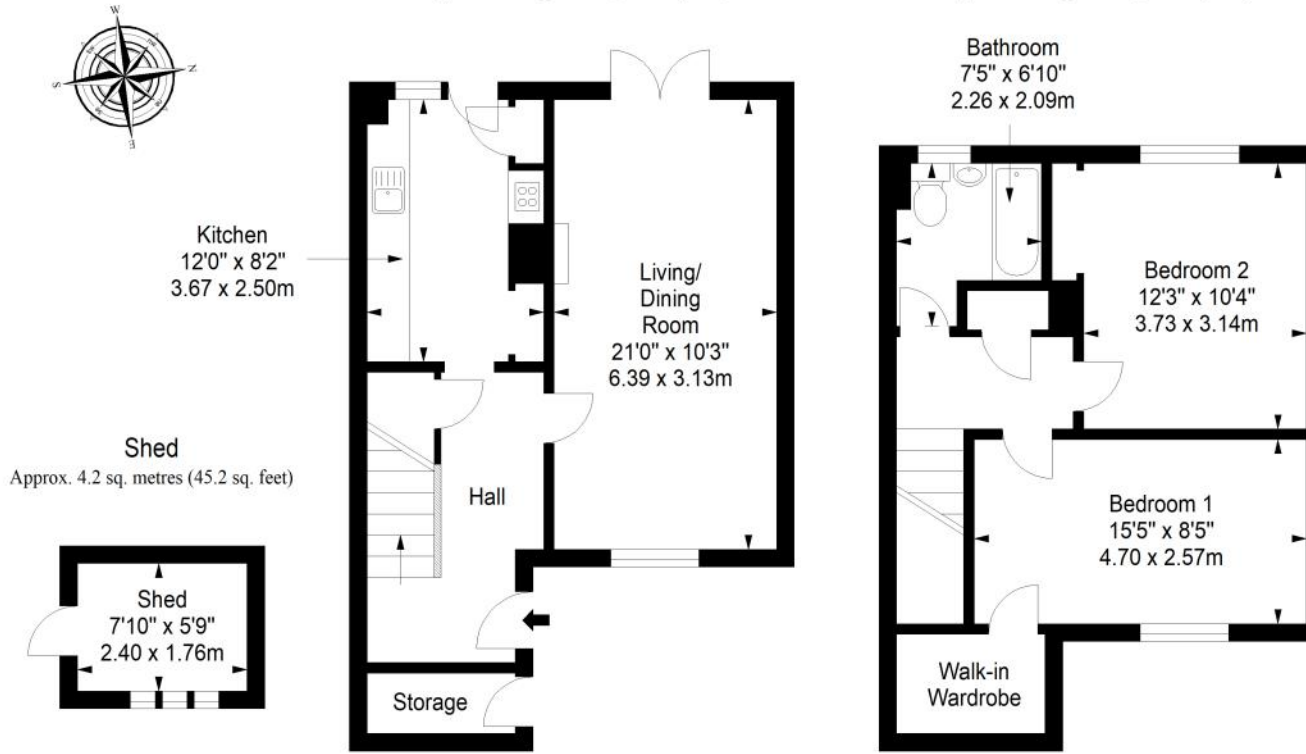 W
N
S
E
Bathroom
7'5" x 6'10"
2.26 x 2.09m
Kitchen
12'0" x 8'2"
3.67 x 2.50m
Living/
Dining
Room
21'0" x 10'3"
6.39 x 3.13m
Bedroom 2
12'3" x 10'4"
3.73 x 3.14m
Shed
Approx. 4.2 sq. metres (45.2 sq. feet)
Hall
Bedroom 1
15'5" x 8'5"
4.70 x 2.57m
Shed
7'10" x 5'9"
2.40 x 1.76m
Storage
Walk-in
Wardrobe